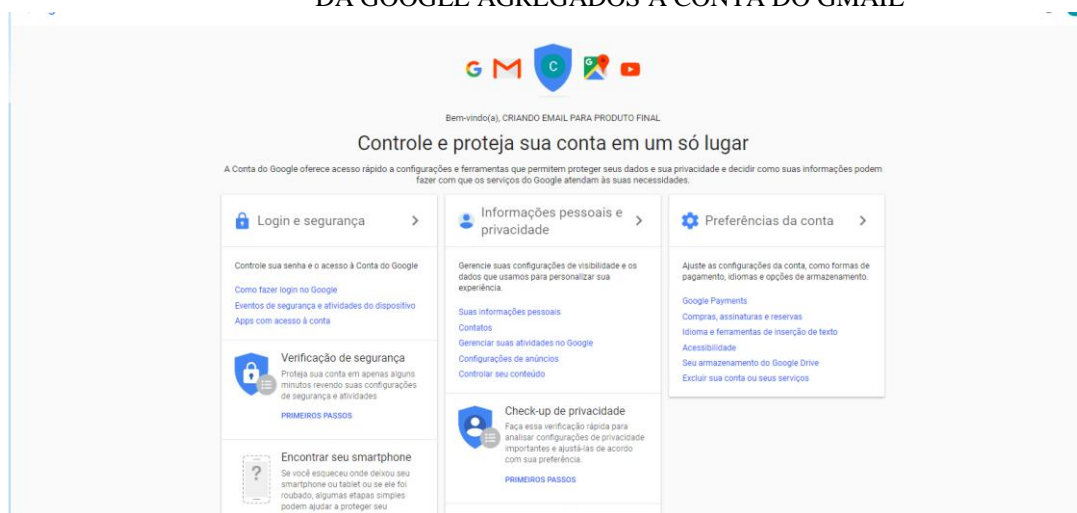 DA GOOGLE AGREGADOS À CONTA DO GMAIL
C
Bem-vindo(a), CRIANDO EMAIL PARA PRODUTO FINAL
Controle e proteja sua conta em um só lugar
A Conta do Google oferece acesso rápido a configurações e ferramentas que permitem proteger seus dados e sua privacidade e decidir como suas informações podem
fazer com que os serviços do Google atendam às suas necessidades.
Login e segurança
Controle sua senha e o acesso à Conta do Google
Como fazer login no Google
Eventos de segurança e atividades do dispositivo
Apps com acesso à conta
Verificação de segurança
Proteja sua conta em apenas alguns
minutos revendo suas configurações
de segurança e atividades
PRIMEIROS PASSOS
Encontrar seu smartphone
Se você esqueceu onde deixou seu
smartphone ou tablet ou se ele foi
roubado, algumas etapas simples
podem ajudar a proteger seu
Informações pessoais e
privacidade
Gerencie suas configurações de visibilidade e os
dados que usamos para personalizar sua
experiência.
Suas informações pessoais
Contatos
Gerenciar suas atividades no Google
Configurações de anúncios
Controlar seu conteúdo
Check-up de privacidade
Faça essa verificação rápida para
analisar configurações de privacidade
importantes e ajustá-las de acordo
com sua preferência.
PRIMEIROS PASSOS
Preferências da conta
Ajuste as configurações da conta, como formas de
pagamento, idiomas e opções de armazenamento.
Google Payments
Compras, assinaturas e reservas
Idioma e ferramentas de inserção de texto
Acessibilidade
Seu armazenamento do Google Drive
Excluir sua conta ou seus serviços